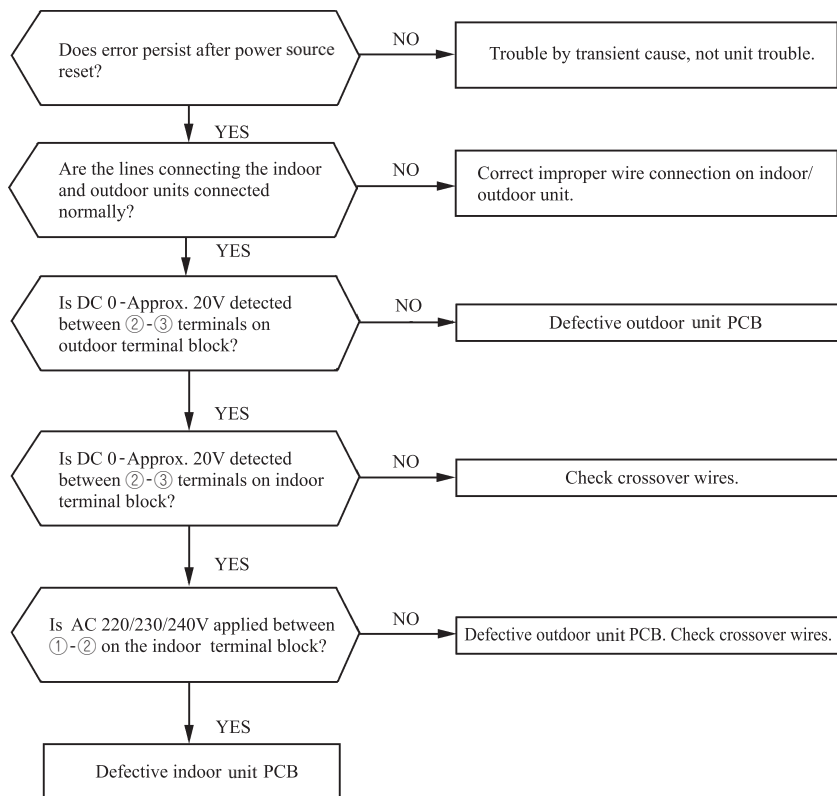 Does error persist after power source
reset?
NO
Trouble by transient cause, not unit trouble.
YES
Are the lines connecting the indoor
and outdoor units connected
normally?
NO
Correct improper wire connection on indoor/
outdoor unit.
YES
Is DC 0-Approx. 20V detected
between ②-③ terminals on
outdoor terminal block?
NO
Defective outdoor unit PCB
YES
Is DC 0-Approx. 20V detected
between ②-③ terminals on indoor
terminal block?
NO
Check crossover wires.
YES
Is AC 220/230/240V applied between
①-② on the indoor terminal block?
NO
Defective outdoor unit PCB. Check crossover wires.
YES
Defective indoor unit PCB